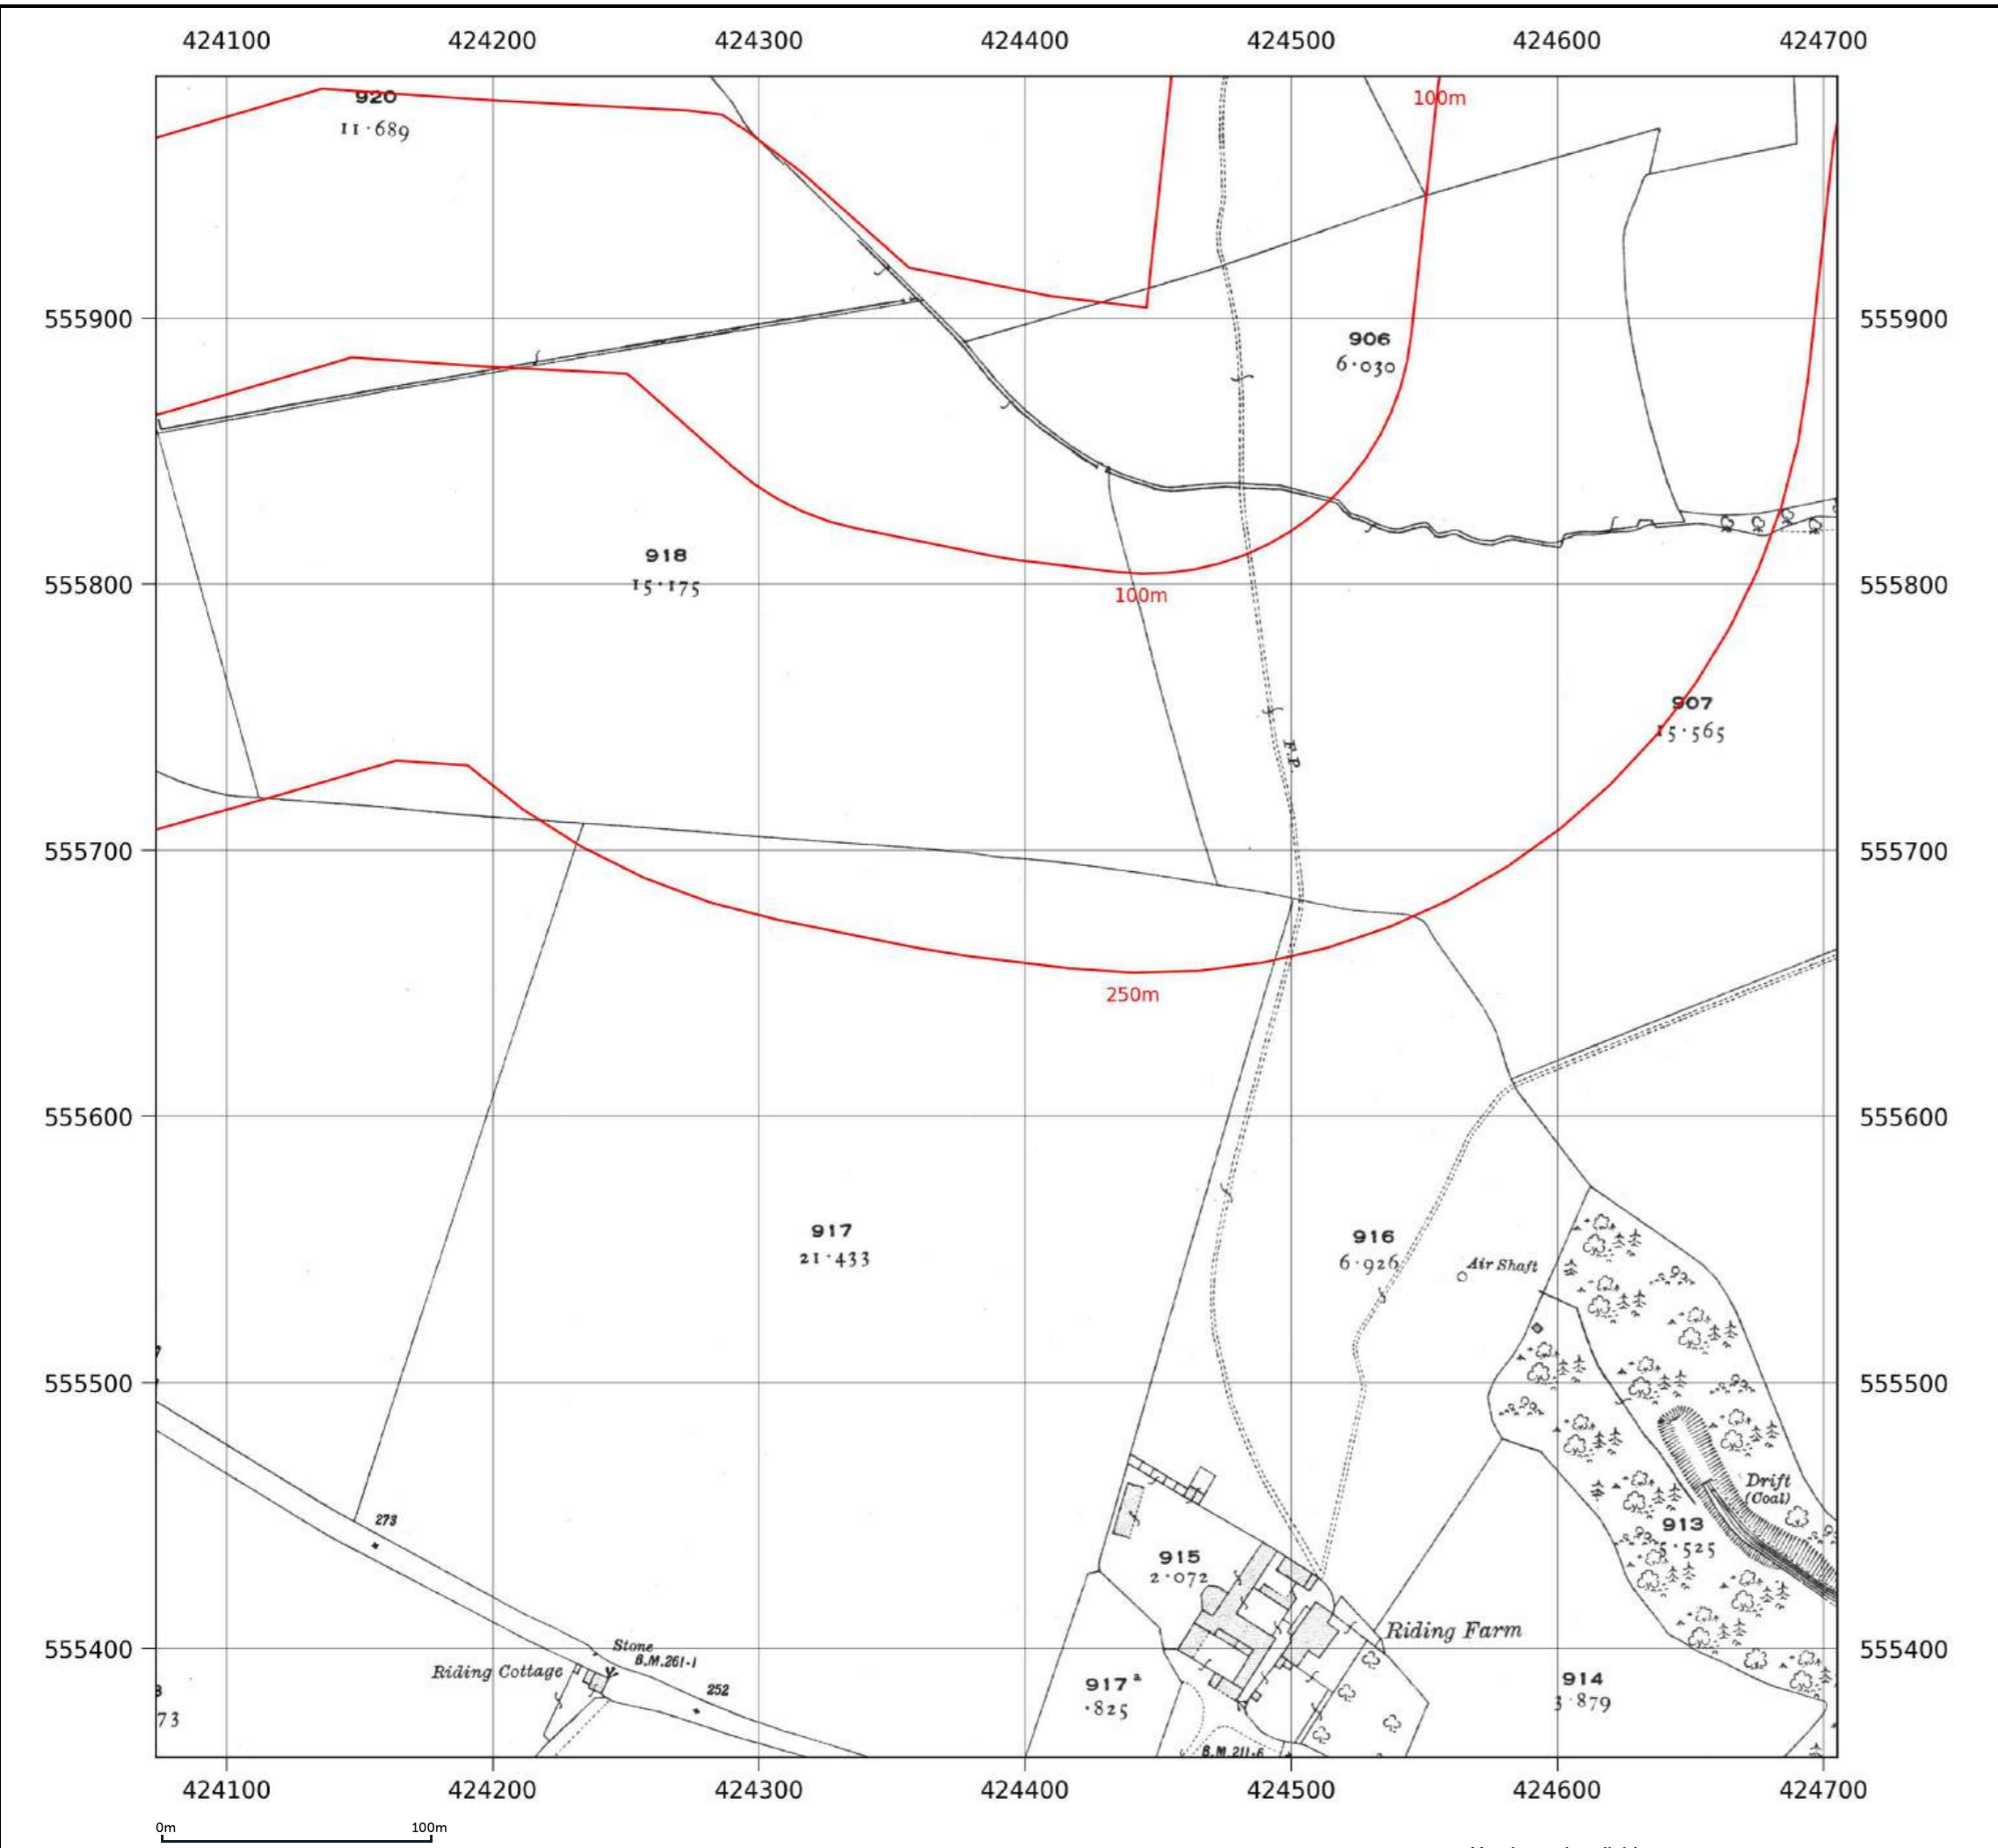 424100 424200 424300 424400 424500 424600 424700
920
11·689
100m
555900 555900
906
6·030
918
15·175
555800 555800
100m
907
15·565
F.P.
555700 555700
250m
555600 555600
917
21·433
916
6·926
Air Shaft
555500 555500
Drift
(Coal)
273
913
5·525
915
2·072
Riding Farm
Stone
B.M.261·1
555400 555400
Riding Cottage
252
917ª
·825
914
3·879
73
B.M.211·6
424100 424200 424300 424400 424500 424600 424700
0m 100m